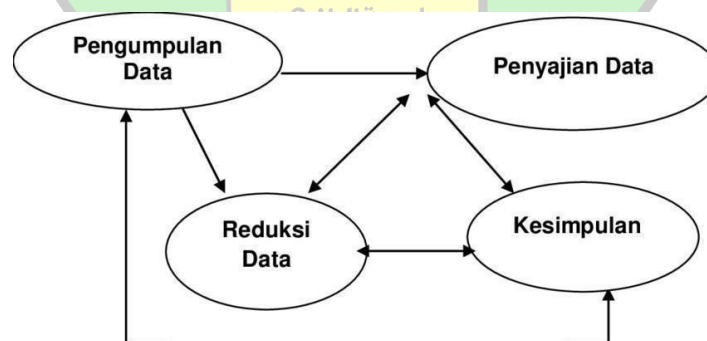 Pengumpulan
Data
Penyajian Data
Reduksi
Data
Kesimpulan